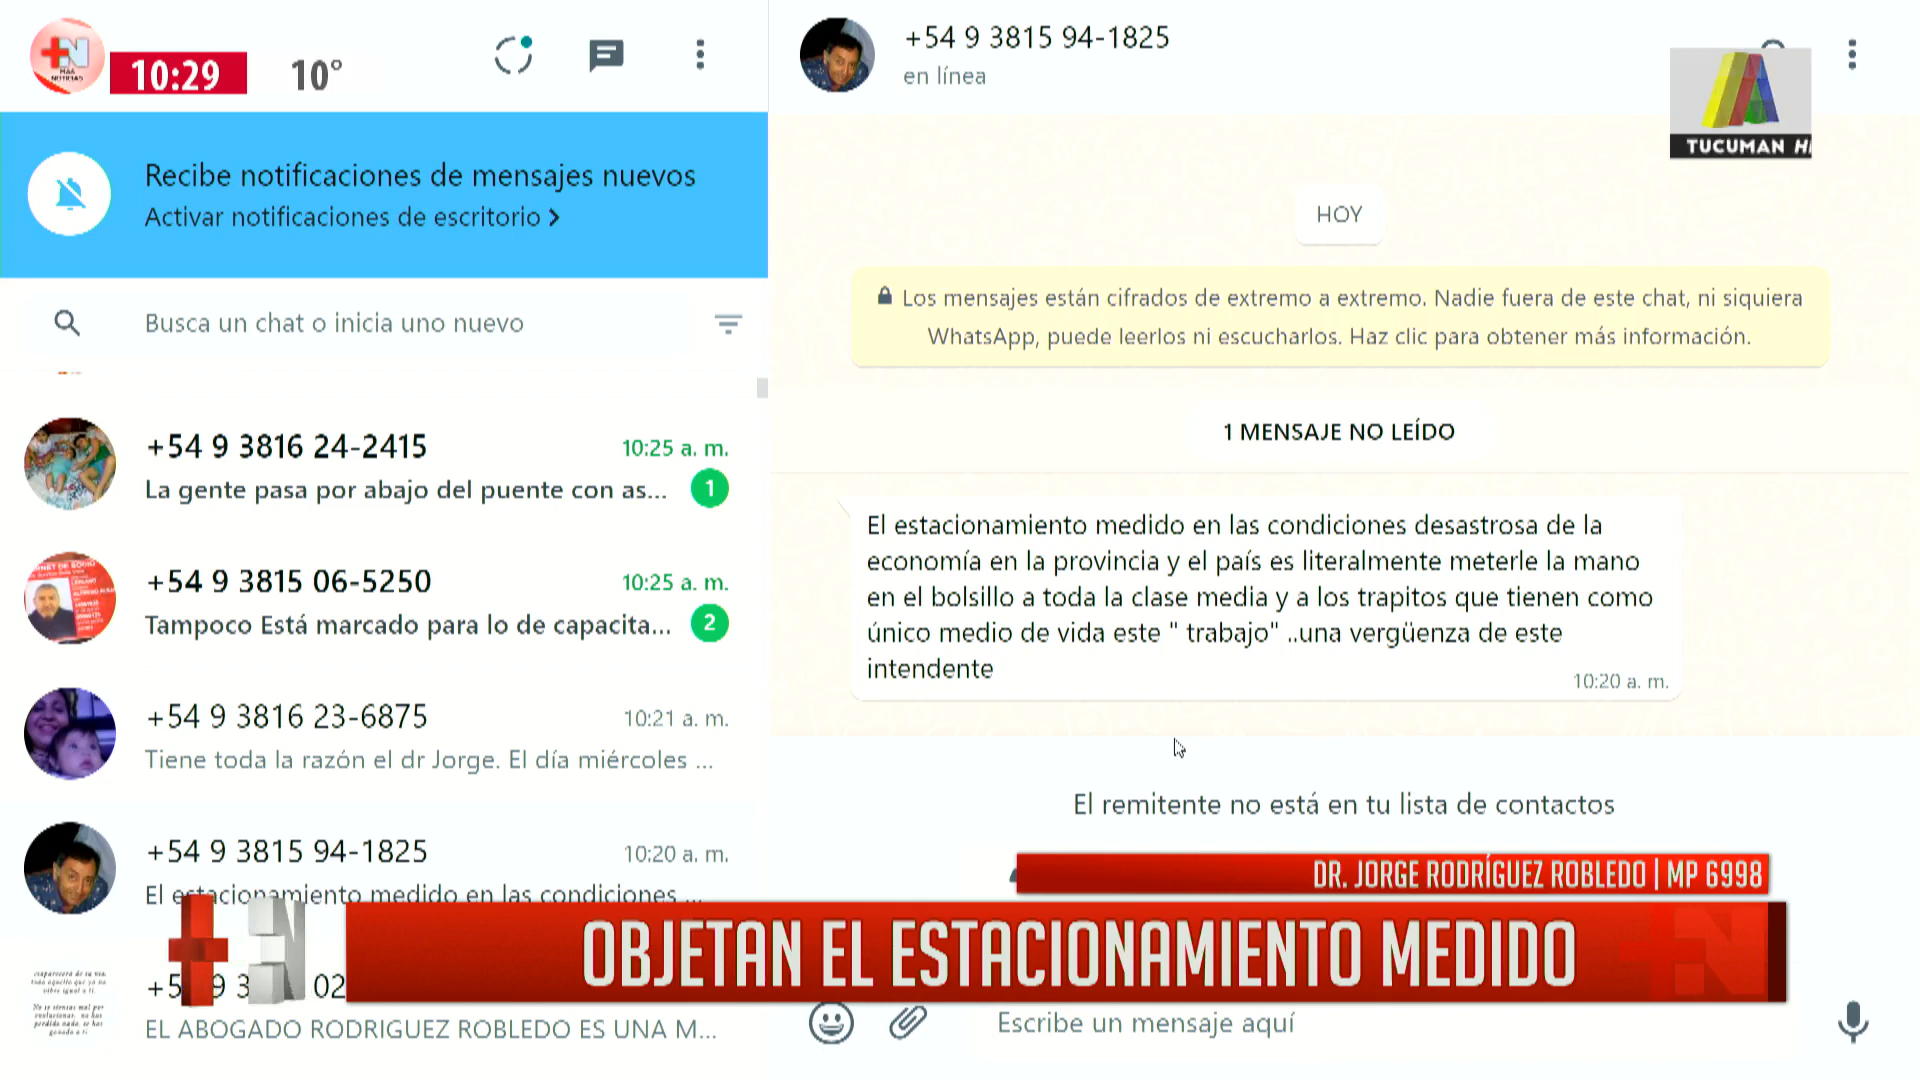 +N
MÁS
NOTICIAS
10:29
10°
Recibe notificaciones de mensajes nuevos
Activar notificaciones de escritorio
Busca un chat o inicia uno nuevo
+54 9 3816 24-2415
10:25 a. m.
La gente pasa por abajo del puente con as...
1
+54 9 3815 06-5250
10:25 a. m.
Tampoco Está marcado para lo de capacita...
2
+54 9 3816 23-6875
10:21 a. m.
Tiene toda la razón el dr Jorge. El día miércoles ...
+54 9 3815 94-1825
10:20 a. m.
El estacionamiento medido en las condiciones ...
02
EL ABOGADO RODRIGUEZ ROBLEDO ES UNA M...
+54 9 3815 94-1825
en línea
TUCUMAN H
HOY
Los mensajes están cifrados de extremo a extremo. Nadie fuera de este chat, ni siquiera
WhatsApp, puede leerlos ni escucharlos. Haz clic para obtener más información.
1 MENSAJE NO LEÍDO
El estacionamiento medido en las condiciones desastrosa de la
economía en la provincia y el país es literalmente meterle la mano
en el bolsillo a toda la clase media y a los trapitos que tienen como
único medio de vida este " trabajo" ..una vergüenza de este
intendente
10:20 a. m.
El remitente no está en tu lista de contactos
DR. JORGE RODRÍGUEZ ROBLEDO | MP 6998
+N
OBJETAN EL ESTACIONAMIENTO MEDIDO
Escribe un mensaje aquí